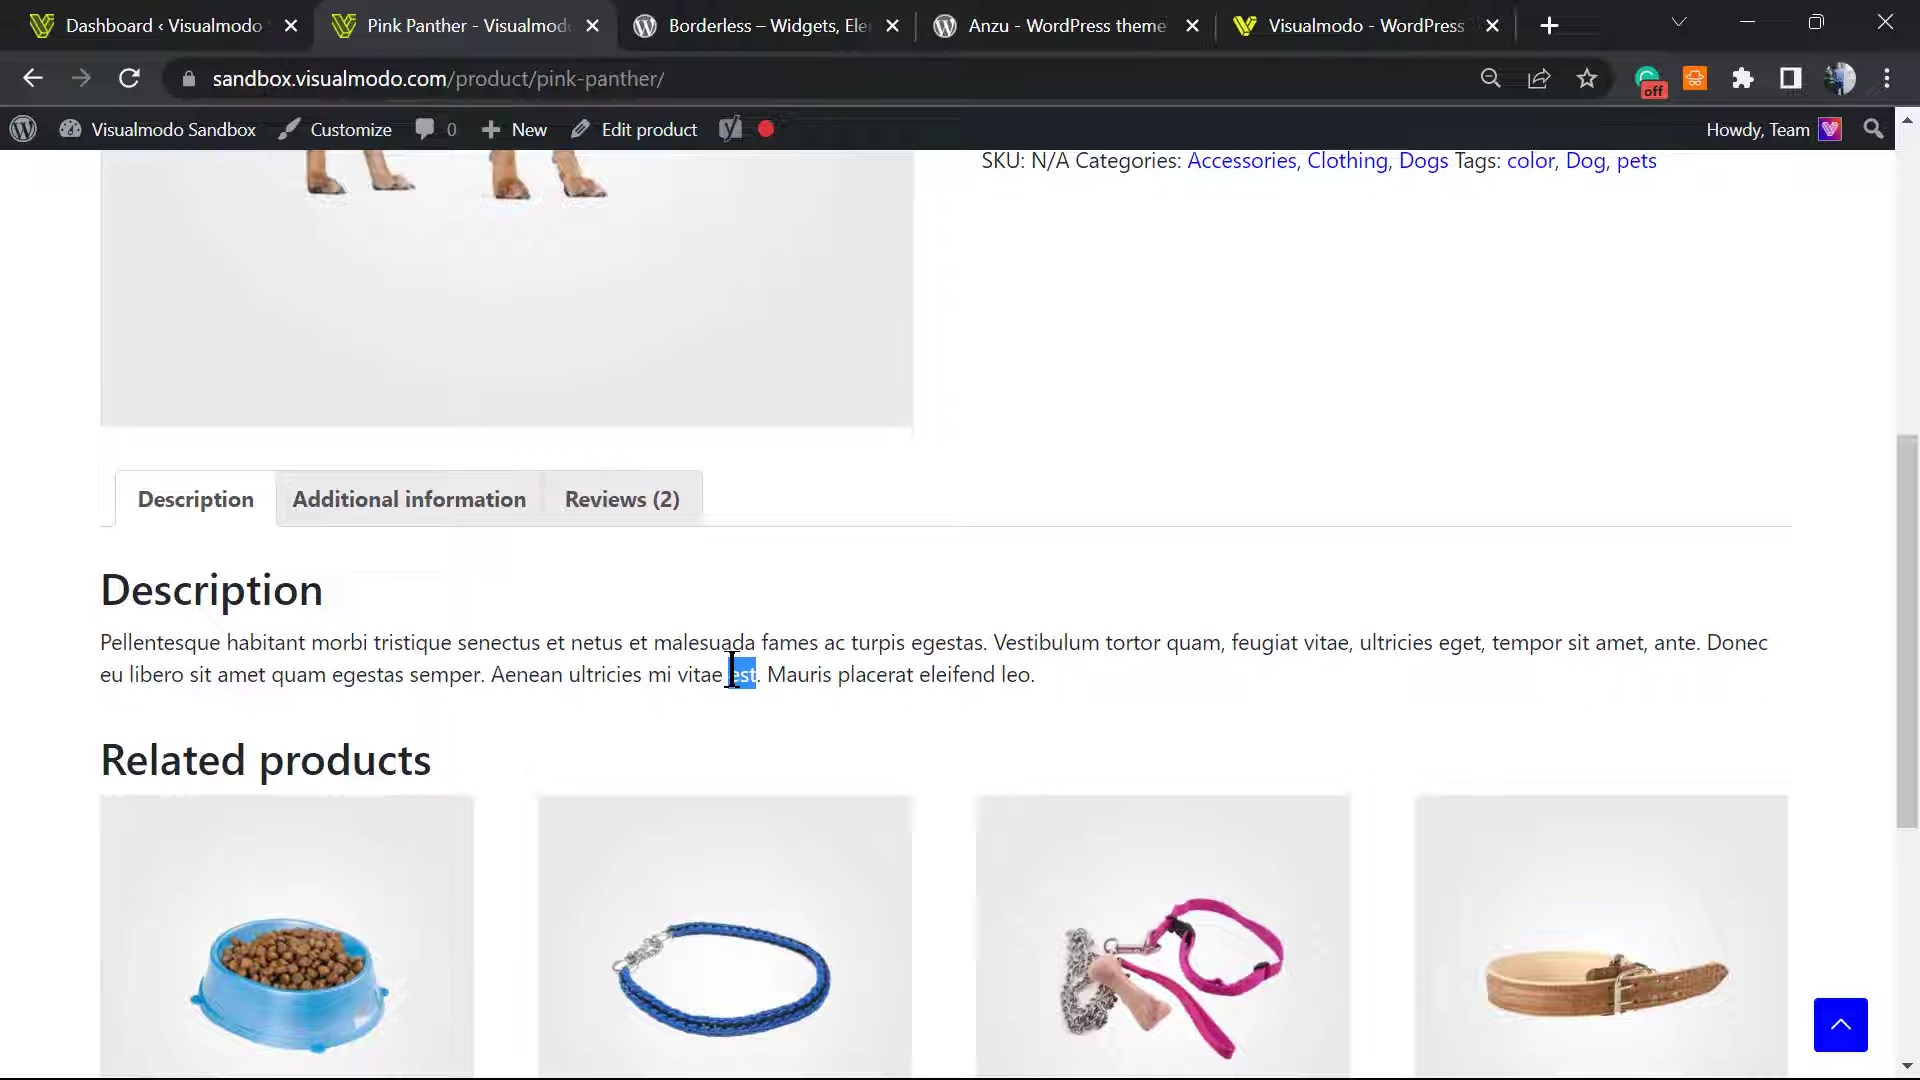 Dashboard ‹ Visualmodo
Pink Panther - Visualmod
Borderless – Widgets, Ele
Anzu - WordPress theme
Visualmodo - WordPress
sandbox.visualmodo.com/product/pink-panther/
off
Visualmodo Sandbox
Customize
0
New
Edit product
Howdy, Team
SKU: N/A Categories: Accessories, Clothing, Dogs Tags: color, Dog, pets
Description
Additional information
Reviews (2)
Description
Pellentesque habitant morbi tristique senectus et netus et malesuada fames ac turpis egestas. Vestibulum tortor quam, feugiat vitae, ultricies eget, tempor sit amet, ante. Donec
eu libero sit amet quam egestas semper. Aenean ultricies mi vitae est. Mauris placerat eleifend leo.
Related products